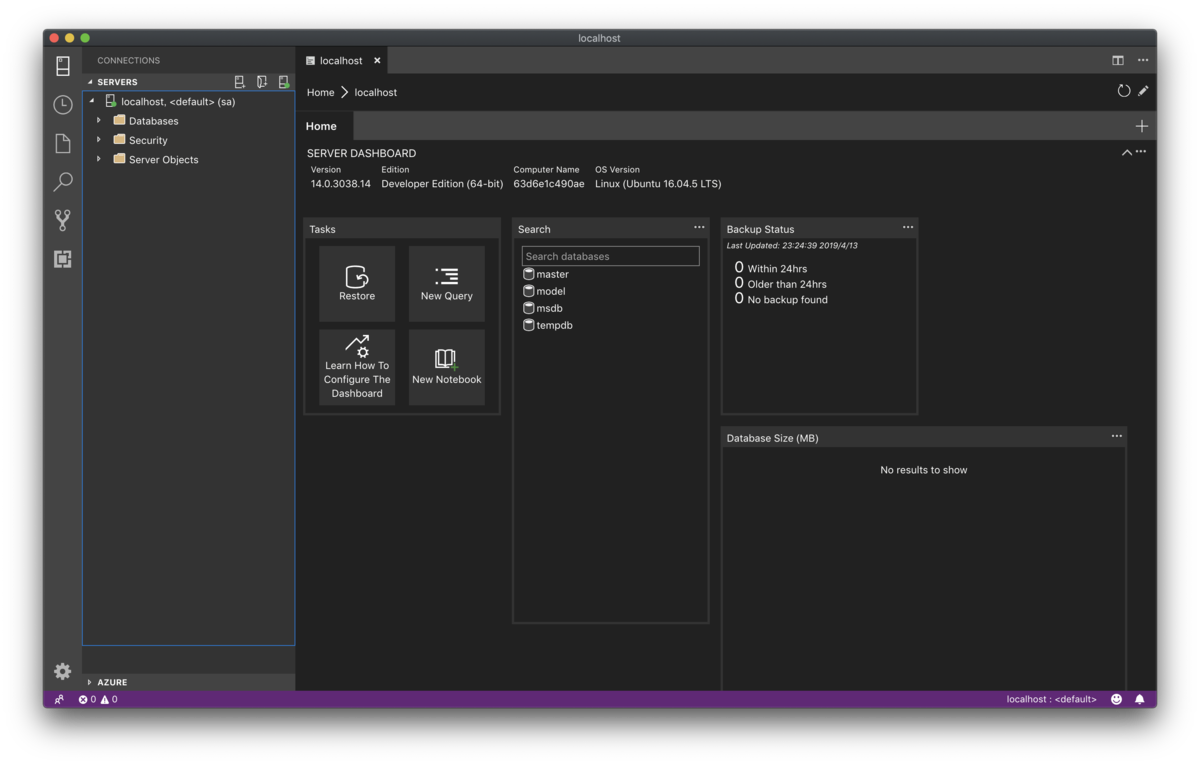 localhost
CONNECTIONS
SERVERS
localhost, <default> (sa)
Databases
Security
Server Objects
AZURE
localhost
Home
localhost
Home
SERVER DASHBOARD
Version Edition Computer Name OS Version
14.0.3038.14 Developer Edition (64-bit) 63d6e1c490ae Linux (Ubuntu 16.04.5 LTS)
Tasks
Restore
New Query
Learn How To
Configure The
Dashboard
New Notebook
Search
Search databases
master
model
msdb
tempdb
Backup Status
Last Updated: 23:24:39 2019/4/13
0 Within 24hrs
0 Older than 24hrs
0 No backup found
Database Size (MB)
No results to show
0 0
localhost : <default>